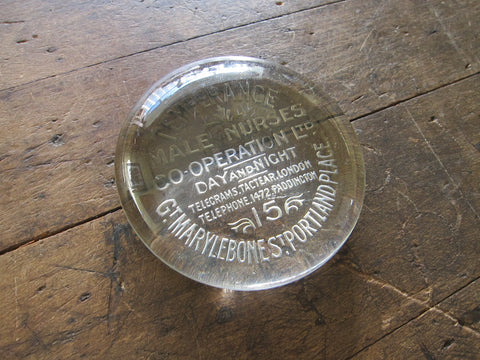 TEMPERANCE
MALE NURSES
CO-OPERATION LTD
DAY AND NIGHT
TELEGRAMS, TACTEAR, LONDON
TELEPHONE, 1472, PADDINGTON
15
GT MARYLEBONE ST PORTLAND PLACE